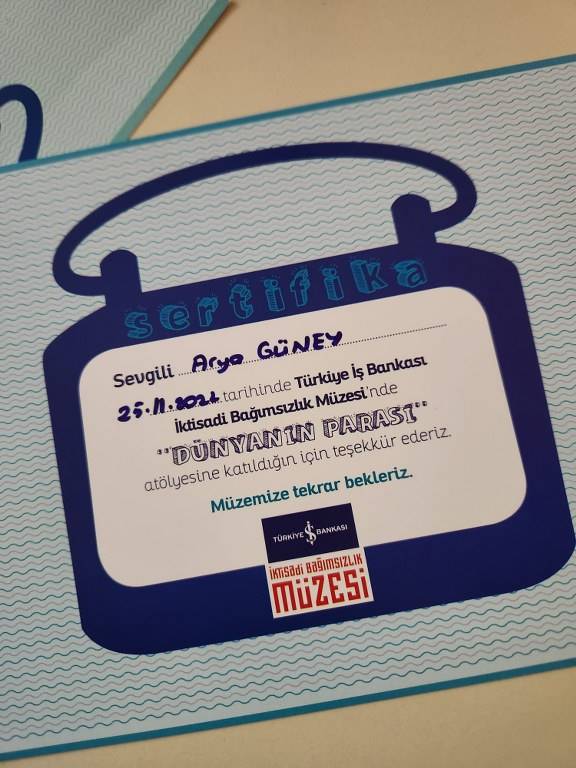 sertifika
Sevgili Arya GÜNEY
25.11.2021 tarihinde Türkiye İş Bankası
İktisadi Bağımsızlık Müzesi'nde
"DÜNYANIN PARASI"
atölyesine katıldığın için teşekkür ederiz.
Müzemize tekrar bekleriz.
TÜRKİYE İŞ BANKASI
İKTİSADİ BAĞIMSIZLIK
MÜZESİ